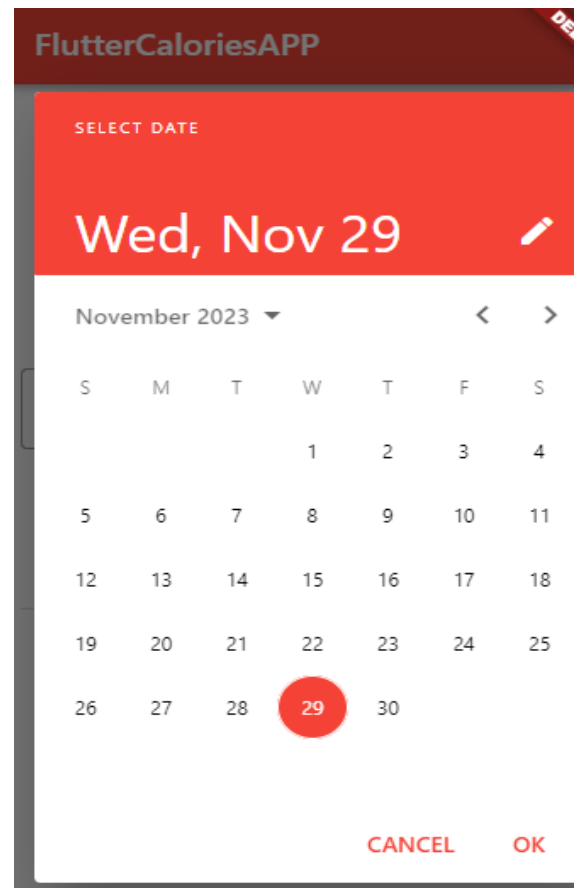 FlutterCaloriesAPP
SELECT DATE
Wed, Nov 29
November 2023
S M T W T F S
1 2 3 4
5 6 7 8 9 10 11
12 13 14 15 16 17 18
19 20 21 22 23 24 25
26 27 28 29 30
CANCEL OK